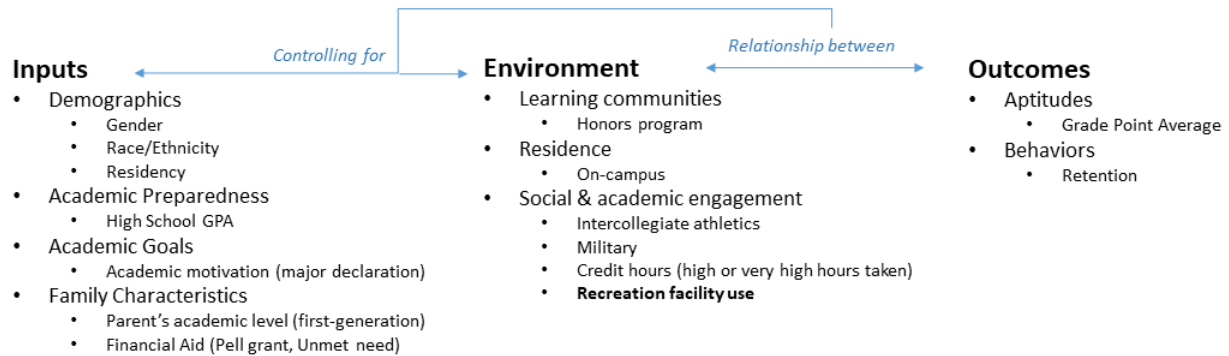 Controlling for
Relationship between
Inputs
• Demographics
• Gender
• Race/Ethnicity
• Residency
• Academic Preparedness
• High School GPA
• Academic Goals
• Academic motivation (major declaration)
• Family Characteristics
• Parent's academic level (first-generation)
• Financial Aid (Pell grant, Unmet need)
Environment
• Learning communities
• Honors program
• Residence
• On-campus
• Social & academic engagement
• Intercollegiate athletics
• Military
• Credit hours (high or very high hours taken)
• Recreation facility use
Outcomes
• Aptitudes
• Grade Point Average
• Behaviors
• Retention